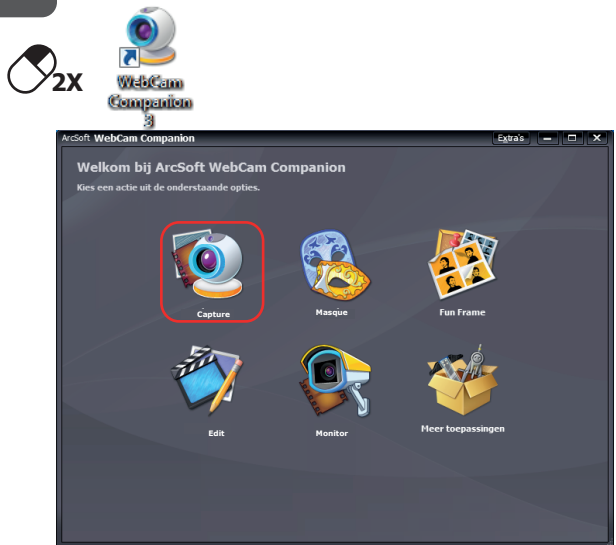 2X
WebCam
Companion
3
ArcSoft WebCam Companion
Extra's
Welkom bij ArcSoft WebCam Companion
Kies een actie uit de onderstaande opties.
Capture
Masque
Fun Frame
Edit
Monitor
Meer toepassingen